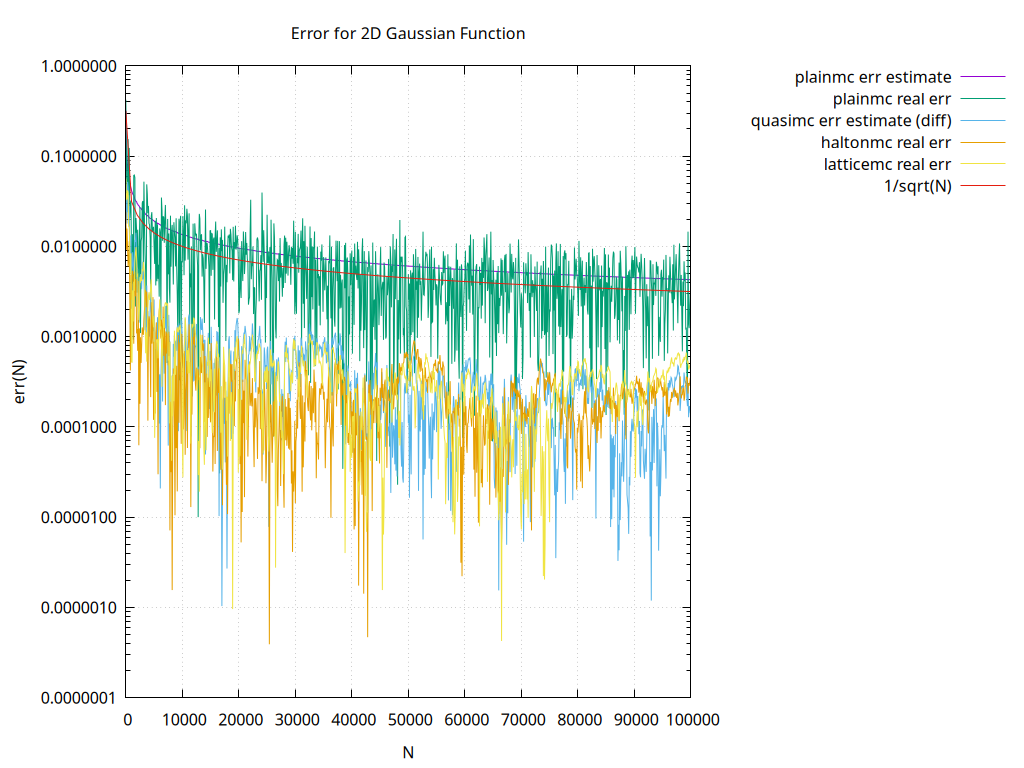 Error for 2D Gaussian Function
1.0000000
0.1000000
0.0100000
0.0010000
0.0001000
0.0000100
0.0000010
0.0000001
err(N)
0 10000 20000 30000 40000 50000 60000 70000 80000 90000 100000
N
plainmc err estimate
plainmc real err
quasimc err estimate (diff)
haltonmc real err
latticemc real err
1/sqrt(N)